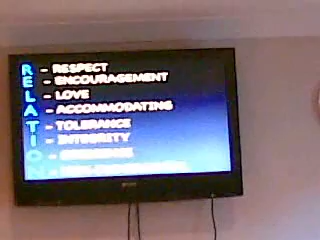 R - RESPECT
E - ENCOURAGEMENT
L - LOVE
A - ACCOMMODATING
T - TOLERANCE
I - INTEGRITY
O -
N -